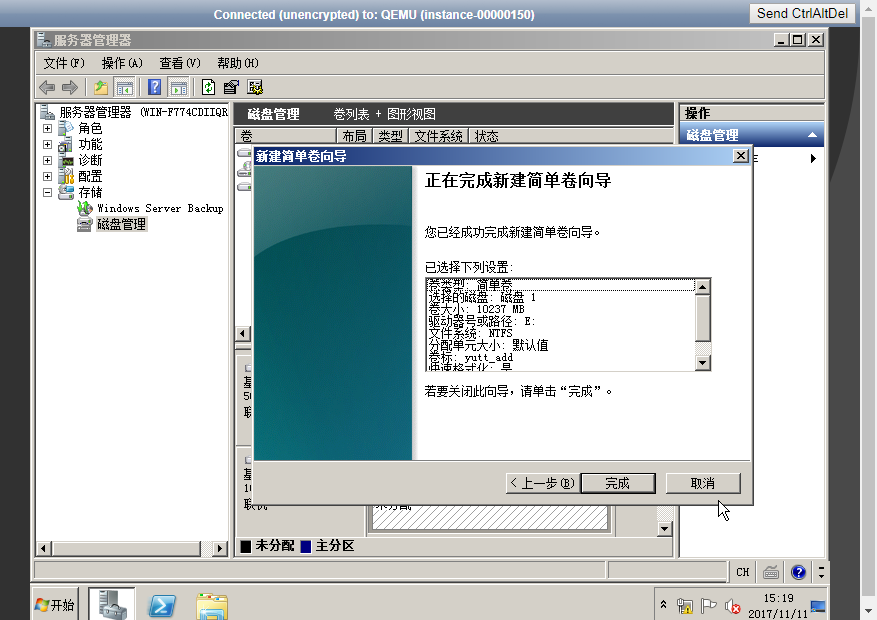 Connected (unencrypted) to: QEMU (instance-00000150)
Send CtrlAltDel
服务器管理器
文件(F) 操作(A) 查看(V) 帮助(H)
服务器管理器 (WIN-F774CDIIQR
角色
功能
诊断
配置
存储
Windows Server Backup
磁盘管理
磁盘管理 卷列表 + 图形视图
卷 布局 类型 文件系统 状态
操作
磁盘管理
新建简单卷向导
正在完成新建简单卷向导
您已经成功完成新建简单卷向导。
已选择下列设置:
卷类型: 简单卷
选择的磁盘: 磁盘 1
卷大小: 10237 MB
驱动器号或路径: E:
文件系统: NTFS
分配单元大小: 默认值
卷标: yutt_add
快速格式化: 是
若要关闭此向导，请单击“完成”。
<上一步(B) 完成 取消
未分配
未分配 主分区
CH
开始
15:19
2017/11/11